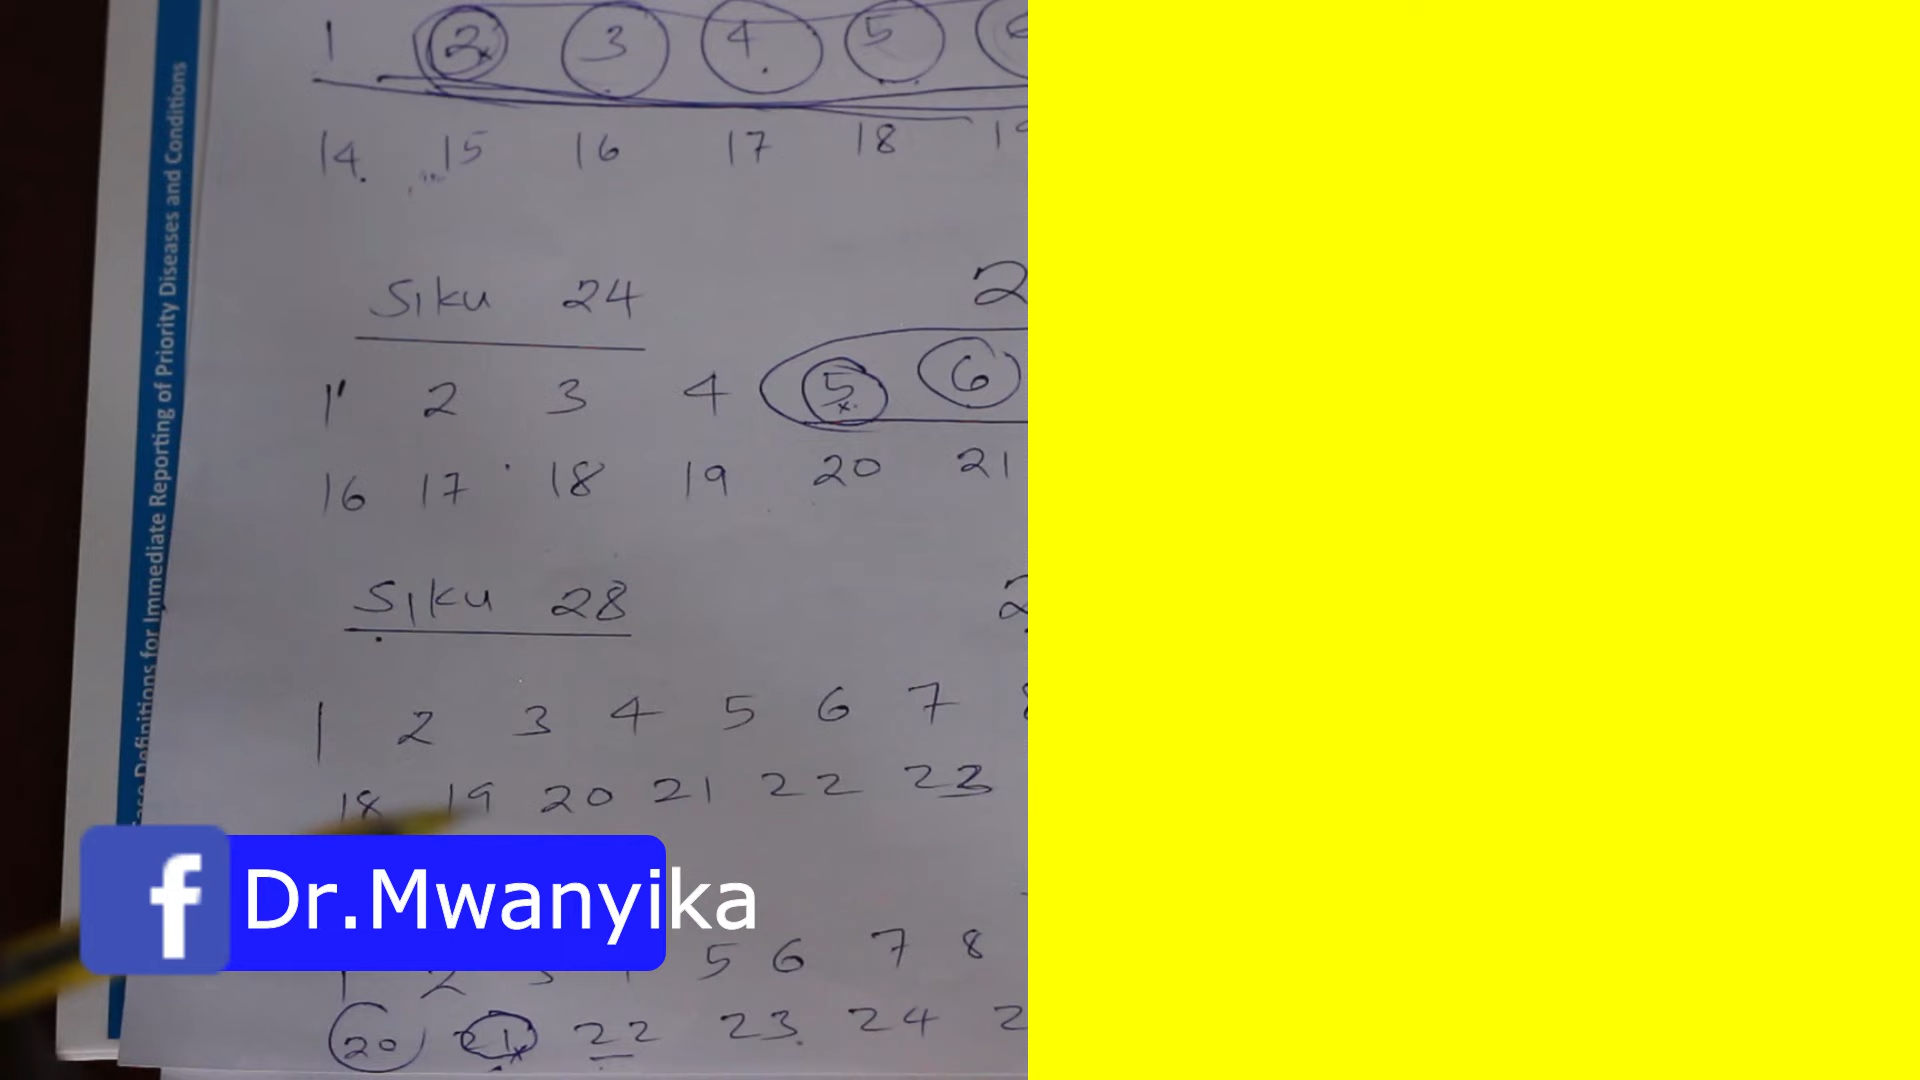 1 2 3 4 5
14 15 16 17 18
Siku 24
1 2 3 4 5 6
16 17 18 19 20 21
Siku 28
1 2 3 4 5 6 7
18 19 20 21 22 23
5 6 7 8
20 21 22 23 24
Case Definitions for Immediate Reporting of Priority Diseases and Conditions
Dr.Mwanyika